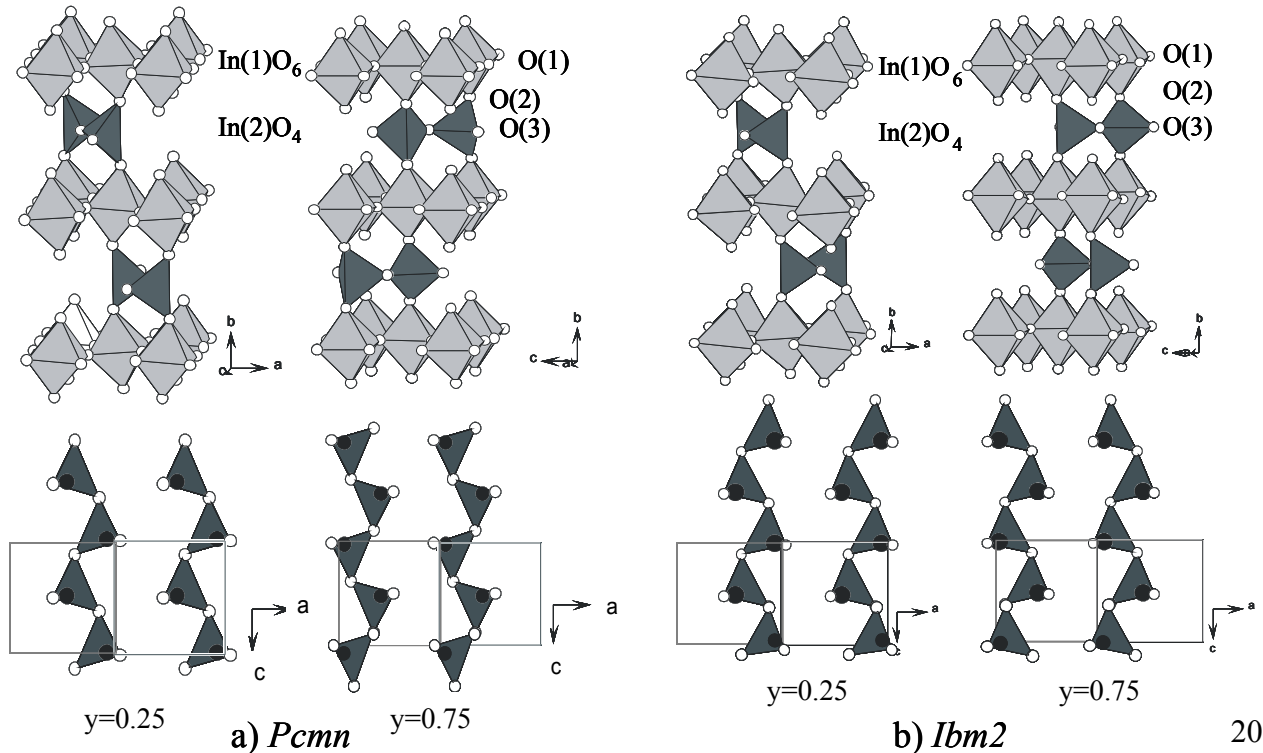 In(1)O6
O(1)
O(2)
In(2)O4
O(3)
b
c
a
b
c
a
a
c
y=0.25
a
c
y=0.75
a) Pcmn
In(1)O6
O(1)
O(2)
In(2)O4
O(3)
b
c
a
b
c
a
c
y=0.25
a
c
y=0.75
b) Ibm2
20